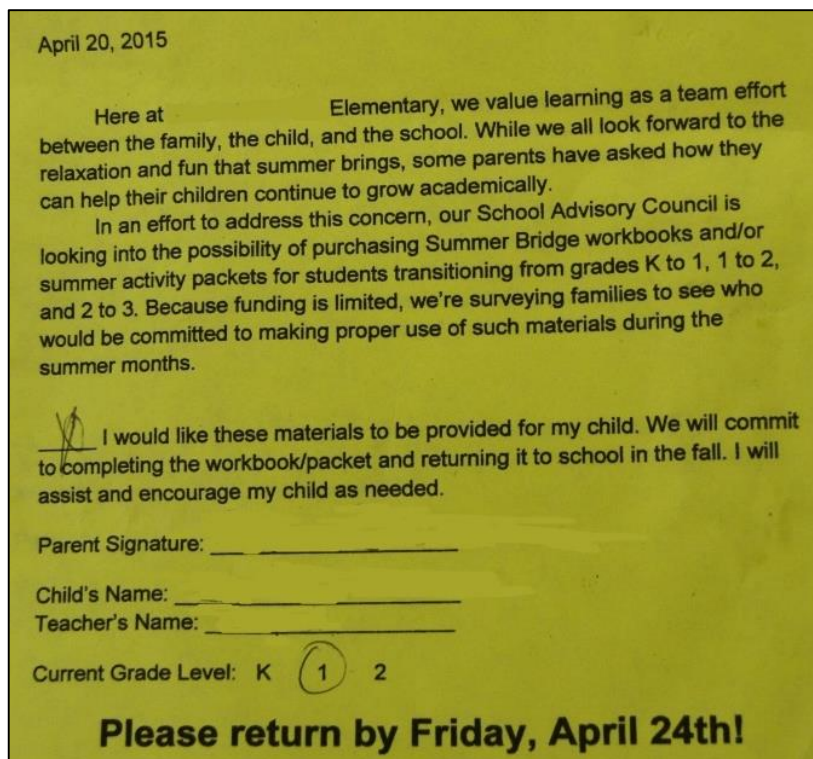 April 20, 2015
Here at Elementary, we value learning as a team effort
between the family, the child, and the school. While we all look forward to the
relaxation and fun that summer brings, some parents have asked how they
can help their children continue to grow academically.
In an effort to address this concern, our School Advisory Council is
looking into the possibility of purchasing Summer Bridge workbooks and/or
summer activity packets for students transitioning from grades K to 1, 1 to 2,
and 2 to 3. Because funding is limited, we're surveying families to see who
would be committed to making proper use of such materials during the
summer months.
I would like these materials to be provided for my child. We will commit
to completing the workbook/packet and returning it to school in the fall. I will
assist and encourage my child as needed.
Parent Signature:
Child's Name:
Teacher's Name:
Current Grade Level: K 1 2
Please return by Friday, April 24th!